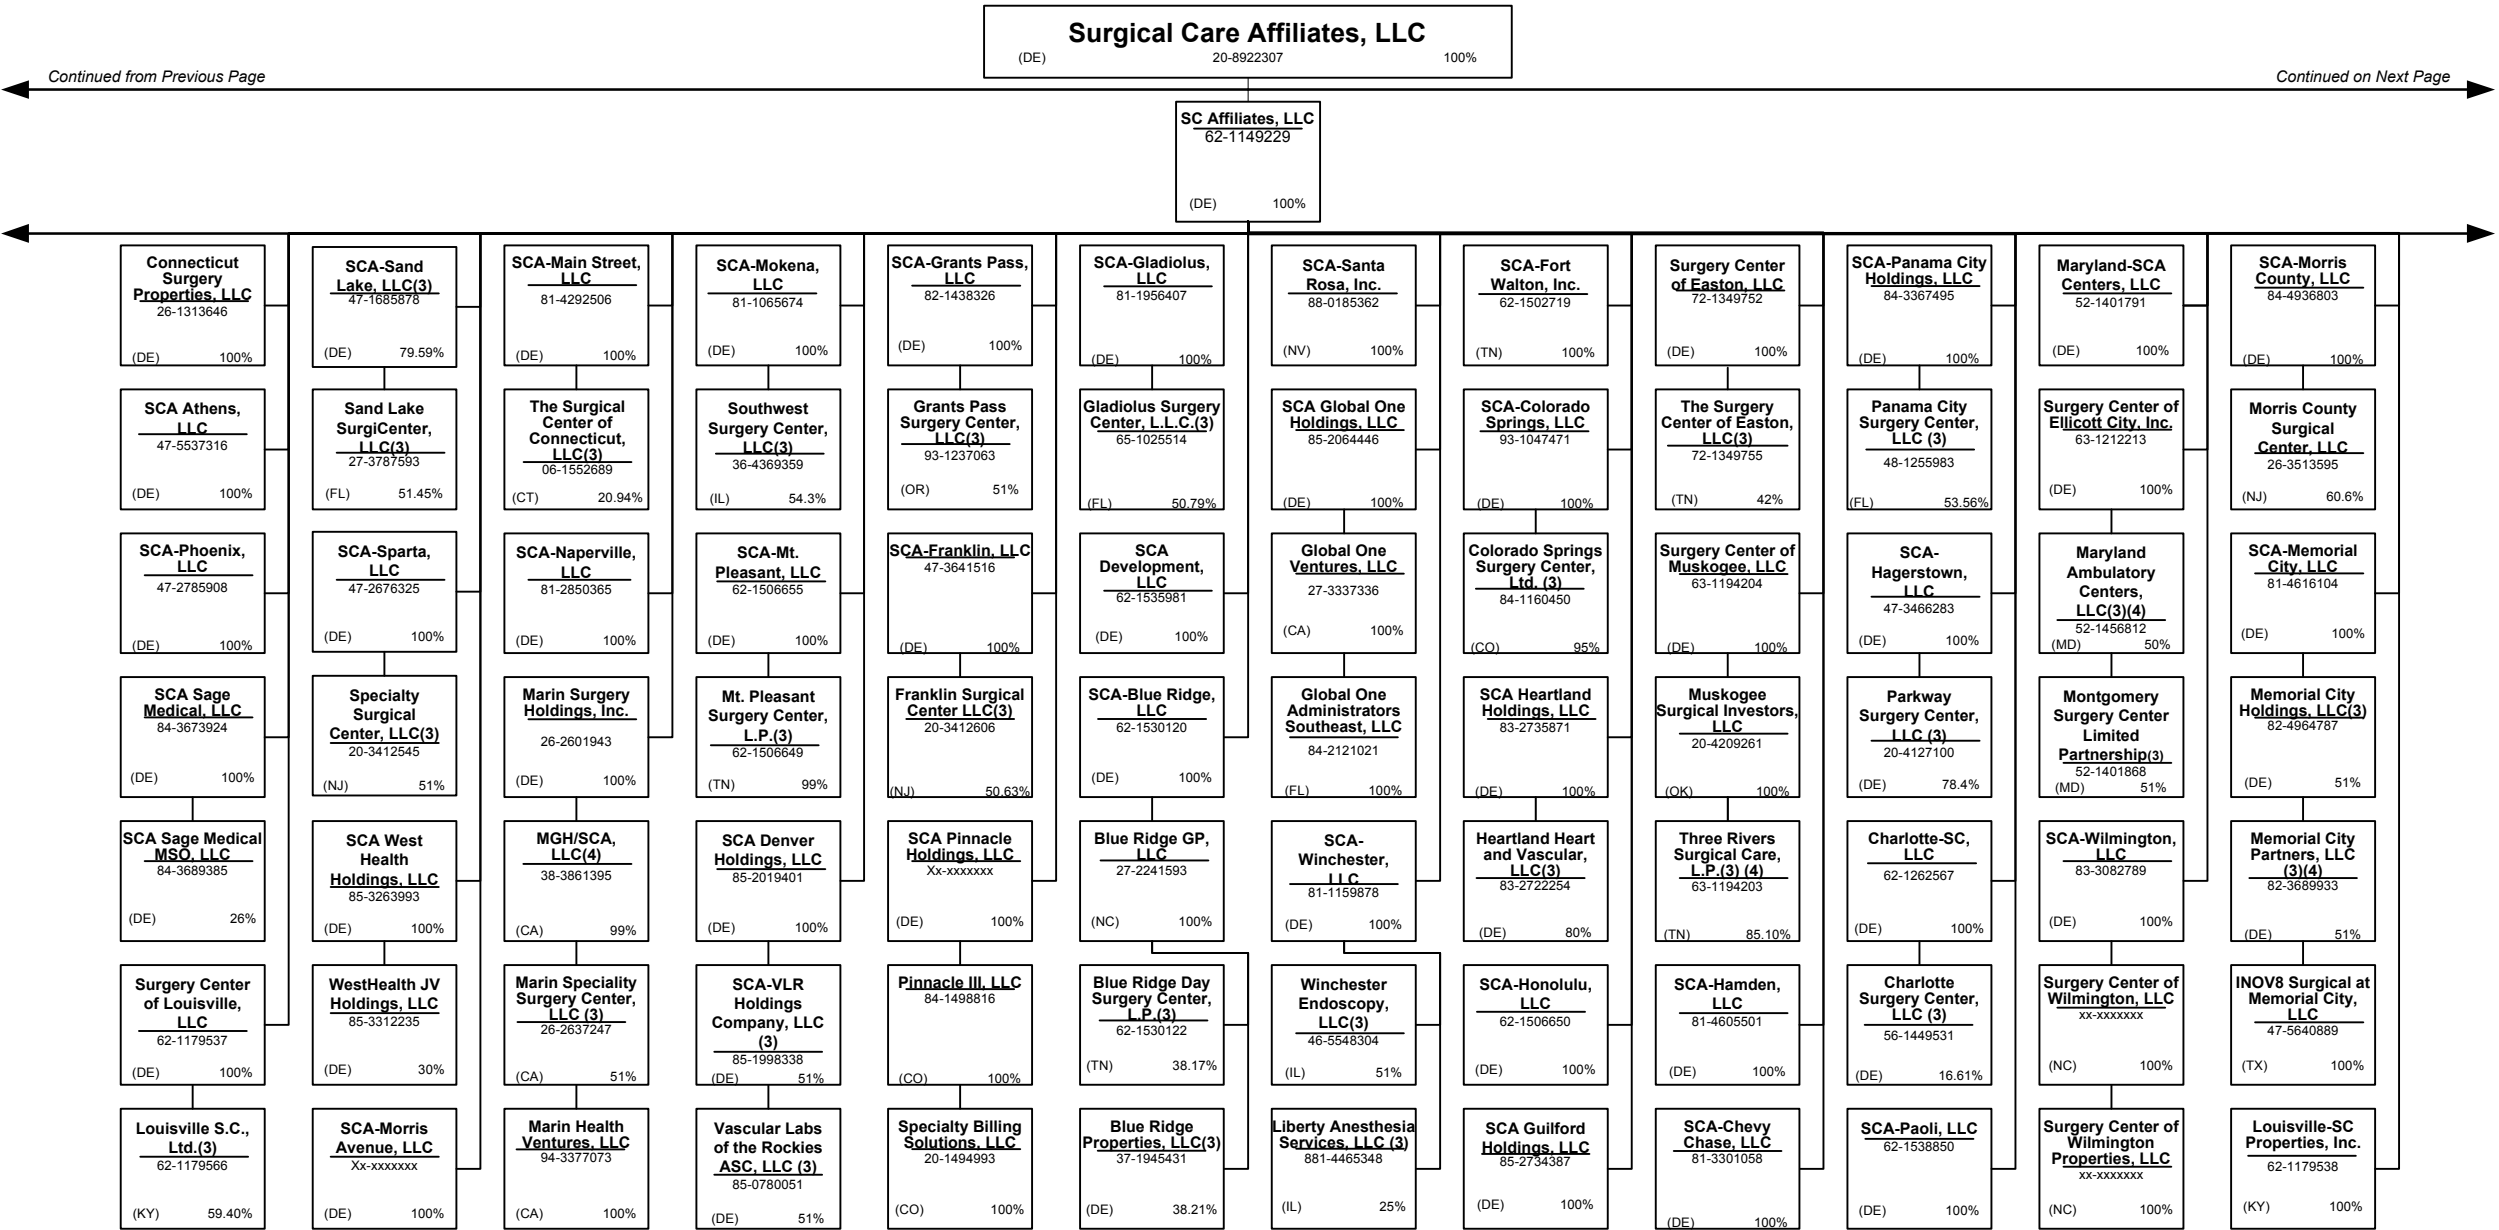 Surgical Care Affiliates, LLC
(DE) 20-8922307 100%
Continued from Previous Page
Continued on Next Page
SC Affiliates, LLC
62-1149229
(DE) 100%
Connecticut
Surgery
Properties, LLC
26-1313646
(DE) 100%
SCA-Sand
Lake, LLC(3)
47-1685878
(DE) 79.59%
SCA-Main Street,
LLC
81-4292506
(DE) 100%
SCA-Mokena,
LLC
81-1065674
(DE) 100%
SCA-Grants Pass,
LLC
82-1438326
(DE) 100%
SCA-Gladiolus,
LLC
81-1956407
(DE) 100%
SCA-Santa
Rosa, Inc.
88-0185362
(NV) 100%
SCA-Fort
Walton, Inc.
62-1502719
(TN) 100%
Surgery Center
of Easton, LLC
72-1349752
(DE) 100%
SCA-Panama City
Holdings, LLC
84-3367495
(DE) 100%
Maryland-SCA
Centers, LLC
52-1401791
(DE) 100%
SCA-Morris
County, LLC
84-4936803
(DE) 100%
SCA Athens,
LLC
47-5537316
(DE) 100%
Sand Lake
SurgiCenter,
LLC(3)
27-3787593
(FL) 51.45%
The Surgical
Center of
Connecticut,
LLC(3)
06-1552689
(CT) 20.94%
Southwest
Surgery Center,
LLC(3)
36-4369359
(IL) 54.3%
Grants Pass
Surgery Center,
LLC(3)
93-1237063
(OR) 51%
Gladiolus Surgery
Center, L.L.C.(3)
65-1025514
(FL) 50.79%
SCA Global One
Holdings, LLC
85-2064446
(DE) 100%
SCA-Colorado
Springs, LLC
93-1047471
(DE) 100%
The Surgery
Center of Easton,
LLC(3)
72-1349755
(TN) 42%
Panama City
Surgery Center,
LLC (3)
48-1255983
(FL) 53.56%
Surgery Center of
Ellicott City, Inc.
63-1212213
(DE) 100%
Morris County
Surgical
Center, LLC
26-3513595
(NJ) 60.6%
SCA-Phoenix,
LLC
47-2785908
(DE) 100%
SCA-Sparta,
LLC
47-2676325
(DE) 100%
SCA-Naperville,
LLC
81-2850365
(DE) 100%
SCA-Mt.
Pleasant, LLC
62-1506655
(DE) 100%
SCA-Franklin, LLC
47-3641516
(DE) 100%
SCA
Development,
LLC
62-1535981
(DE) 100%
Global One
Ventures, LLC
27-3337336
(CA) 100%
Colorado Springs
Surgery Center,
Ltd. (3)
84-1160450
(CO) 95%
Surgery Center of
Muskogee, LLC
63-1194204
(DE) 100%
SCA-
Hagerstown,
LLC
47-3466283
(DE) 100%
Maryland
Ambulatory
Centers,
LLC(3)(4)
52-1456812
(MD) 50%
SCA-Memorial
City, LLC
81-4616104
(DE) 100%
SCA Sage
Medical, LLC
84-3673924
(DE) 100%
Specialty
Surgical
Center, LLC(3)
20-3412545
(NJ) 51%
Marin Surgery
Holdings, Inc.
26-2601943
(DE) 100%
Mt. Pleasant
Surgery Center,
L.P.(3)
62-1506649
(TN) 99%
Franklin Surgical
Center LLC(3)
20-3412606
(NJ) 50.63%
SCA-Blue Ridge,
LLC
62-1530120
(DE) 100%
Global One
Administrators
Southeast, LLC
84-2121021
(FL) 100%
SCA Heartland
Holdings, LLC
83-2735871
(DE) 100%
Muskogee
Surgical Investors,
LLC
20-4209261
(OK) 100%
Parkway
Surgery Center,
LLC (3)
20-4127100
(DE) 78.4%
Montgomery
Surgery Center
Limited
Partnership(3)
52-1401868
(MD) 51%
Memorial City
Holdings, LLC(3)
82-4964787
(DE) 51%
SCA Sage Medical
MSO, LLC
84-3689385
(DE) 26%
SCA West
Health
Holdings, LLC
85-3263993
(DE) 100%
MGH/SCA,
LLC(4)
38-3861395
(CA) 99%
SCA Denver
Holdings, LLC
85-2019401
(DE) 100%
SCA Pinnacle
Holdings, LLC
Xx-xxxxxxx
(DE) 100%
Blue Ridge GP,
LLC
27-2241593
(NC) 100%
SCA-
Winchester,
LLC
81-1159878
(DE) 100%
Heartland Heart
and Vascular,
LLC(3)
83-2722254
(DE) 80%
Three Rivers
Surgical Care,
L.P.(3) (4)
63-1194203
(TN) 85.10%
Charlotte-SC,
LLC
62-1262567
(DE) 100%
SCA-Wilmington,
LLC
83-3082789
(DE) 100%
Memorial City
Partners, LLC
(3)(4)
82-3689933
(DE) 51%
Surgery Center
of Louisville,
LLC
62-1179537
(DE) 100%
WestHealth JV
Holdings, LLC
85-3312235
(DE) 30%
Marin Speciality
Surgery Center,
LLC (3)
26-2637247
(CA) 51%
SCA-VLR
Holdings
Company, LLC
(3)
85-1998338
(DE) 51%
Pinnacle III, LLC
84-1498816
(CO) 100%
Blue Ridge Day
Surgery Center,
L.P.(3)
62-1530122
(TN) 38.17%
Winchester
Endoscopy,
LLC(3)
46-5548304
(IL) 51%
SCA-Honolulu,
LLC
62-1506650
(DE) 100%
SCA-Hamden,
LLC
81-4605501
(DE) 100%
Charlotte
Surgery Center,
LLC (3)
56-1449531
(DE) 16.61%
Surgery Center of
Wilmington, LLC
xx-xxxxxxx
(NC) 100%
INOV8 Surgical at
Memorial City,
LLC
47-5640889
(TX) 100%
Louisville S.C.,
Ltd.(3)
62-1179566
(KY) 59.40%
SCA-Morris
Avenue, LLC
Xx-xxxxxxx
(DE) 100%
Marin Health
Ventures, LLC
94-3377073
(CA) 100%
Vascular Labs
of the Rockies
ASC, LLC (3)
85-0780051
(DE) 51%
Specialty Billing
Solutions, LLC
20-1494993
(CO) 100%
Blue Ridge
Properties, LLC(3)
37-1945431
(DE) 38.21%
Liberty Anesthesia
Services, LLC (3)
881-4465348
(IL) 25%
SCA Guilford
Holdings, LLC
85-2734387
(DE) 100%
SCA-Chevy
Chase, LLC
81-3301058
(DE) 100%
SCA-Paoli, LLC
62-1538850
(DE) 100%
Surgery Center of
Wilmington
Properties, LLC
xx-xxxxxxx
(NC) 100%
Louisville-SC
Properties, Inc.
62-1179538
(KY) 100%